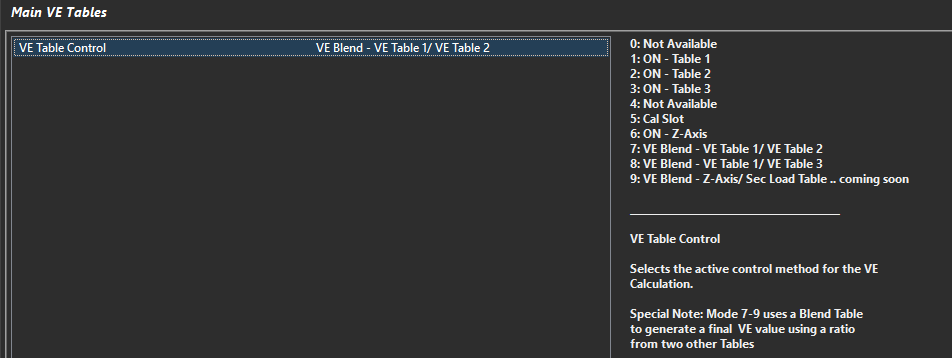 Main VE Tables
VE Table Control VE Blend - VE Table 1/ VE Table 2
0: Not Available
1: ON - Table 1
2: ON - Table 2
3: ON - Table 3
4: Not Available
5: Cal Slot
6: ON - Z-Axis
7: VE Blend - VE Table 1/ VE Table 2
8: VE Blend - VE Table 1/ VE Table 3
9: VE Blend - Z-Axis/ Sec Load Table .. coming soon
VE Table Control
Selects the active control method for the VE
Calculation.
Special Note: Mode 7-9 uses a Blend Table
to generate a final  VE value using a ratio
from two other Tables